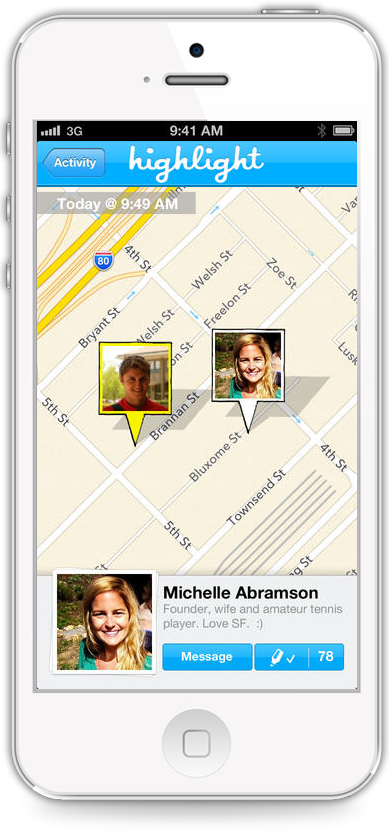 3G 9:41 AM
Activity highlight
Today @ 9:49 AM
80
4th St
Welsh St
Zoe St
Freelon St
Bryant St
Welsh St
5th St
Brannan St
Bluxome St
4th St
Townsend St
5th St
Michelle Abramson
Founder, wife and amateur tennis
player. Love SF. :)
Message 78